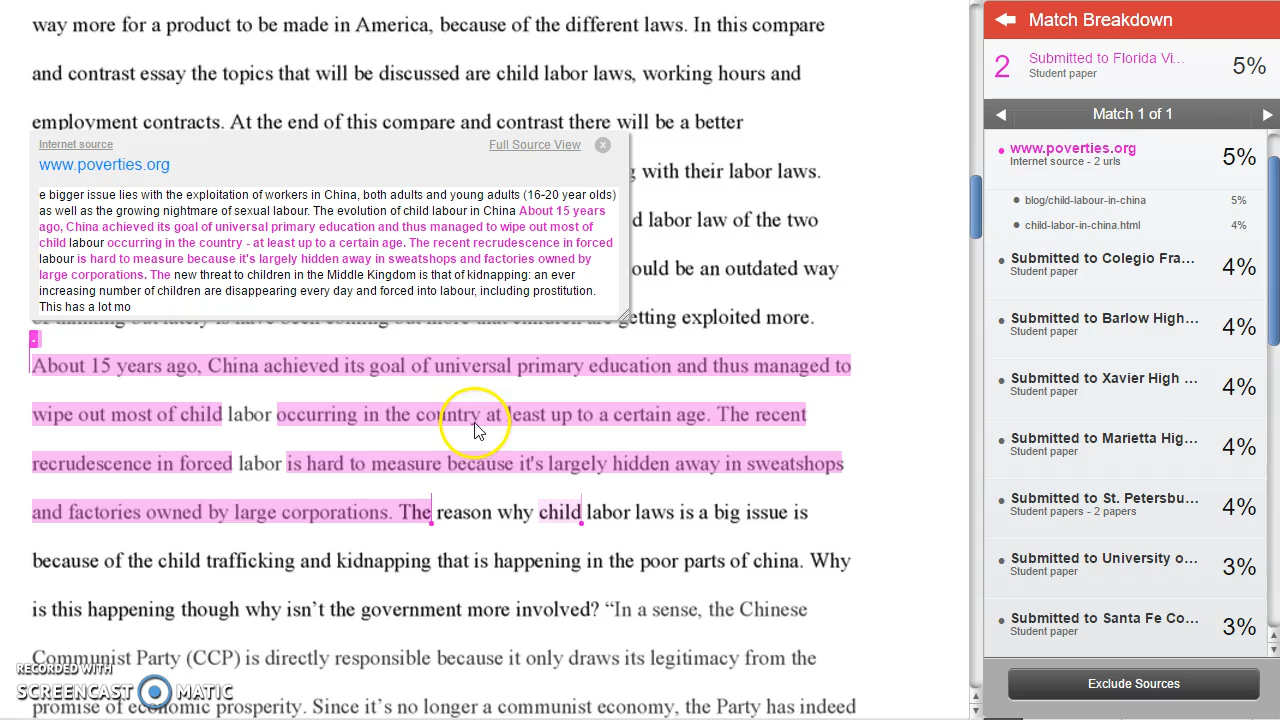 way more for a product to be made in America, because of the different laws. In this compare
and contrast essay the topics that will be discussed are child labor laws, working hours and
employment contracts. At the end of this compare and contrast there will be a better
with their labor laws.
d labor law of the two
ould be an outdated way
getting exploited more.
Internet source
Full Source View
www.poverties.org
e bigger issue lies with the exploitation of workers in China, both adults and young adults (16-20 year olds)
as well as the growing nightmare of sexual labour. The evolution of child labour in China About 15 years
ago, China achieved its goal of universal primary education and thus managed to wipe out most of
child labour occurring in the country - at least up to a certain age. The recent recrudescence in forced
labour is hard to measure because it's largely hidden away in sweatshops and factories owned by
large corporations. The new threat to children in the Middle Kingdom is that of kidnapping: an ever
increasing number of children are disappearing every day and forced into labour, including prostitution.
This has a lot mo
About 15 years ago, China achieved its goal of universal primary education and thus managed to
wipe out most of child labor occurring in the country at least up to a certain age. The recent
recrudescence in forced labor is hard to measure because it's largely hidden away in sweatshops
and factories owned by large corporations. The reason why child labor laws is a big issue is
because of the child trafficking and kidnapping that is happening in the poor parts of china. Why
is this happening though why isn't the government more involved? “In a sense, the Chinese
Communist Party (CCP) is directly responsible because it only draws its legitimacy from the
promise of economic prosperity. Since it's no longer a communist economy, the Party has indeed
RECORDED WITH
SCREENCAST MATIC
Match Breakdown
2 Submitted to Florida Vi... 5%
Student paper
Match 1 of 1
www.poverties.org 5%
Internet source - 2 urls
blog/child-labour-in-china 5%
child-labor-in-china.html 4%
Submitted to Colegio Fra... 4%
Student paper
Submitted to Barlow High... 4%
Student paper
Submitted to Xavier High ... 4%
Student paper
Submitted to Marietta Hig... 4%
Student paper
Submitted to St. Petersbu... 4%
Student papers - 2 papers
Submitted to University o... 3%
Student paper
Submitted to Santa Fe Co... 3%
Student paper
Exclude Sources